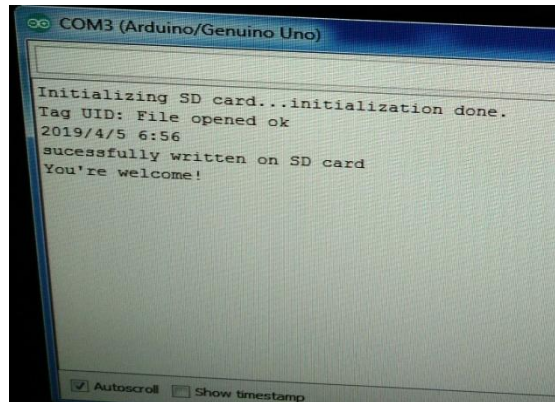 COM3 (Arduino/Genuino Uno)
Initializing SD card...initialization done.
Tag UID: File opened ok
2019/4/5 6:56
sucessfully written on SD card
You're welcome!
Autoscroll Show timestamp